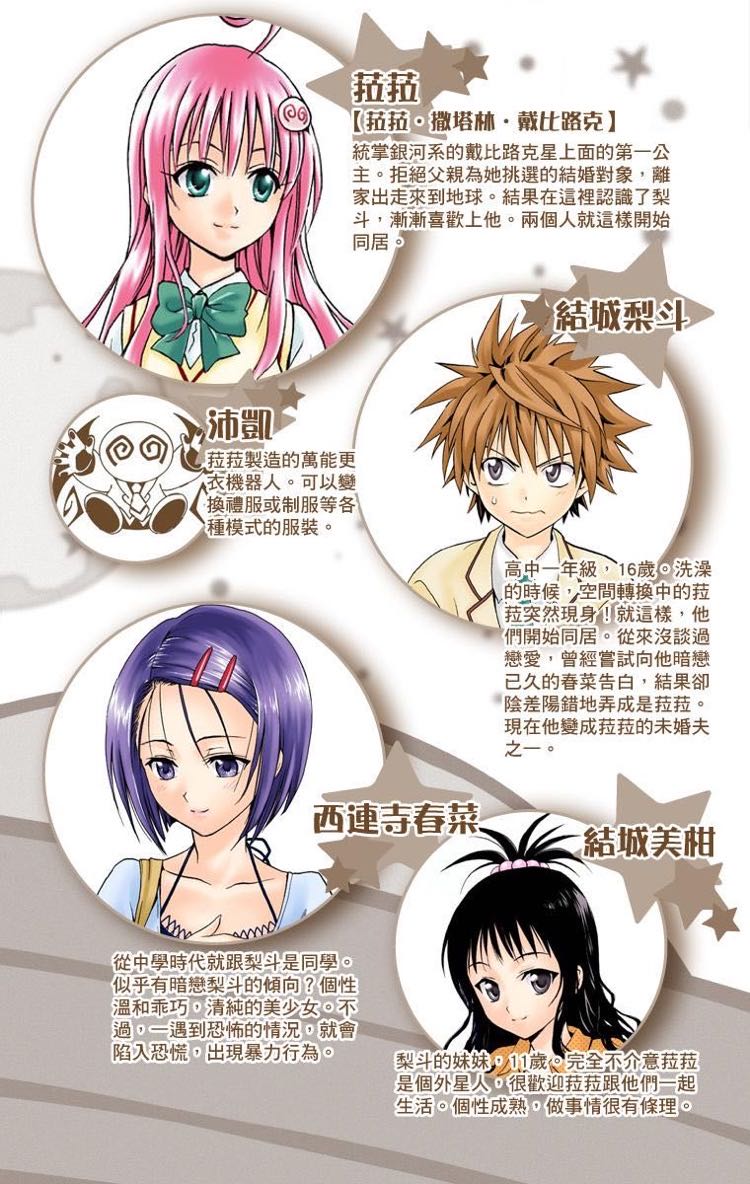 菈菈
【菈菈・撒塔林・戴比路克】
統掌銀河系的戴比路克星上面的第一公
主。拒絕父親為她挑選的結婚對象，離
家出走來到地球。結果在這裡認識了梨
斗，漸漸喜歡上他。兩個人就這樣開始
同居。
結城梨斗
高中一年級，16歲。洗澡
的時候，空間轉換中的菈
菈突然現身！就這樣，他
們開始同居。從來沒談過
戀愛，曾經嘗試向他暗戀
已久的春菜告白，結果卻
陰差陽錯地弄成是菈菈。
現在他變成菈菈的未婚夫
之一。
沛凱
菈菈製造的萬能更
衣機器人。可以變
換禮服或制服等各
種模式的服裝。
西連寺春菜
從中學時代就跟梨斗是同學。
似乎有暗戀梨斗的傾向？個性
溫和乖巧，清純的美少女。不
過，一遇到恐怖的情況，就會
陷入恐慌，出現暴力行為。
結城美柑
梨斗的妹妹，11歲。完全不介意菈菈
是個外星人，很歡迎菈菈跟他們一起
生活。個性成熟，做事情很有條理。